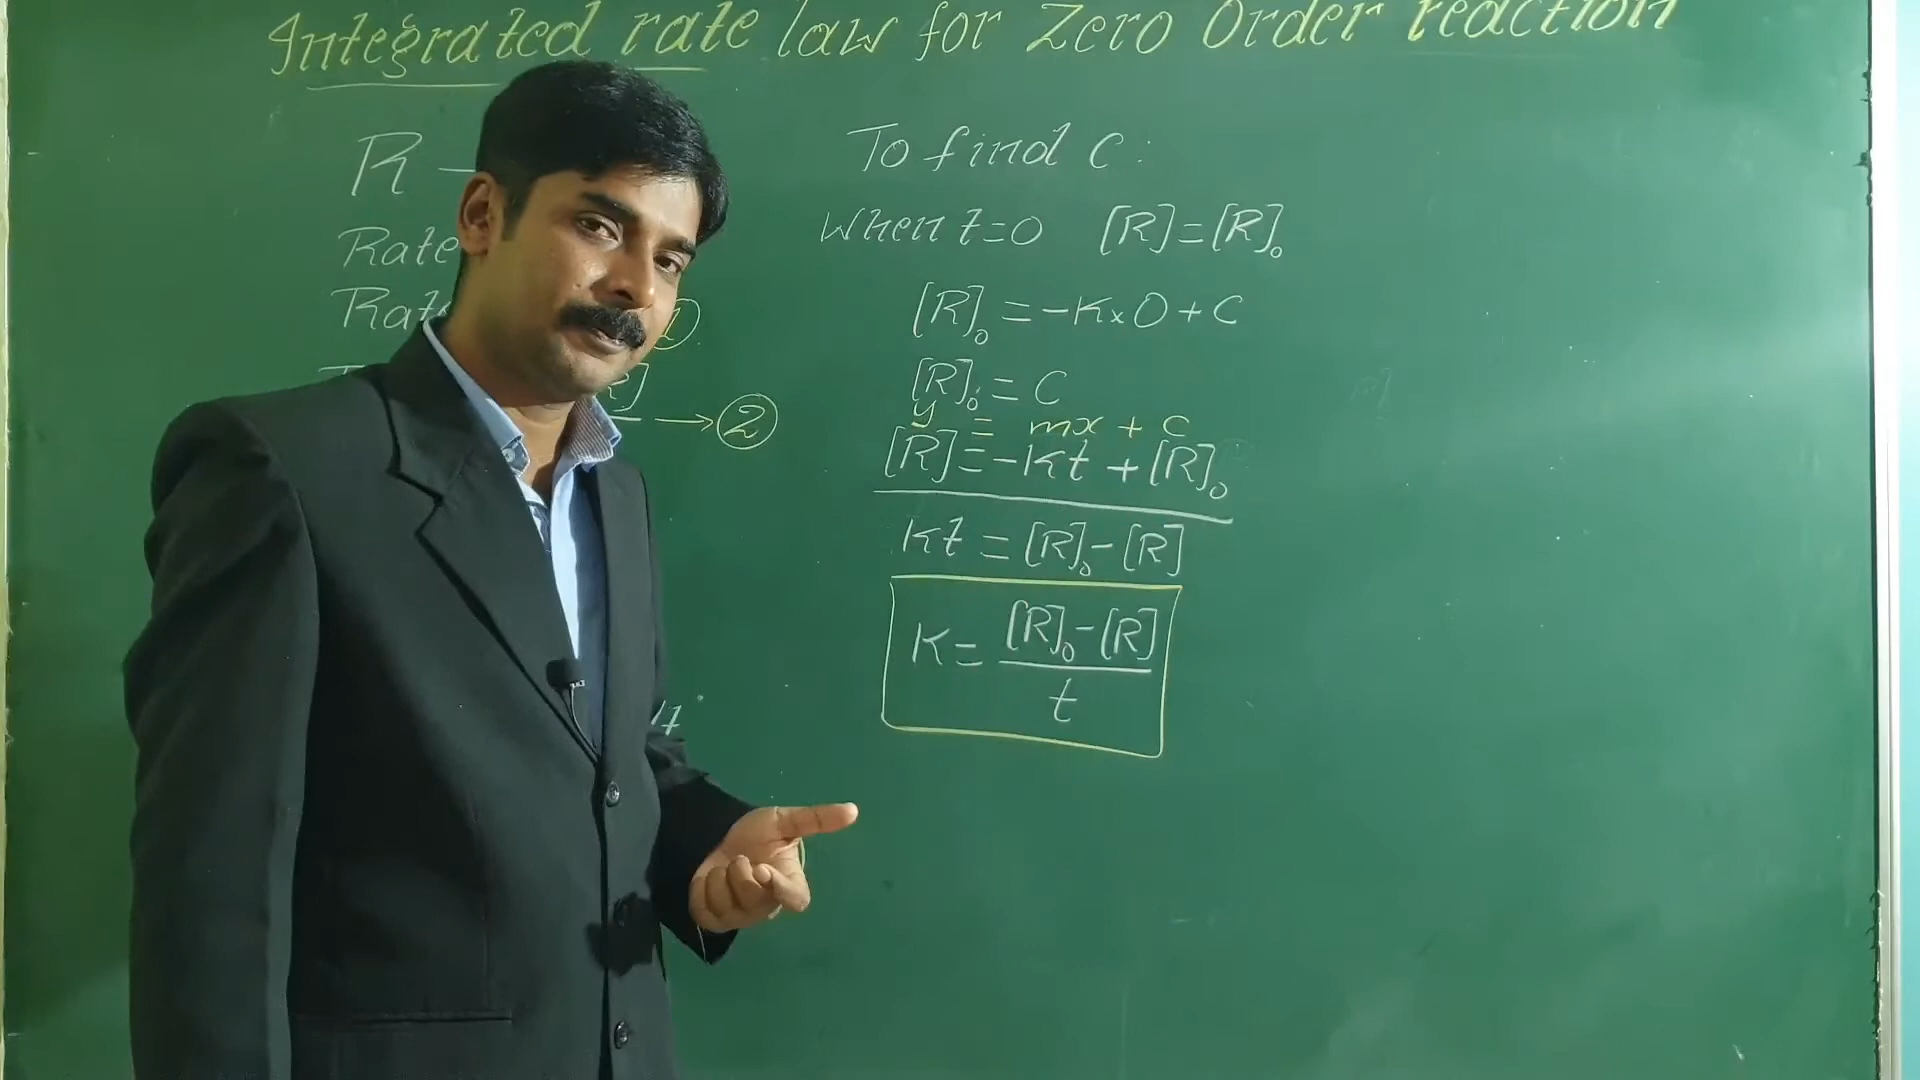 Integrated rate law for Zero Order reaction
R —
Rate
Rate
①
R]
→ ②
To find C:
When t=0 [R]=[R]₀
[R]₀ = -K×0 + C
[R]₀ = C
y = mx + c
[R] = -Kt + [R]₀
Kt = [R]₀ - [R]
K = [R]₀ - [R]
t